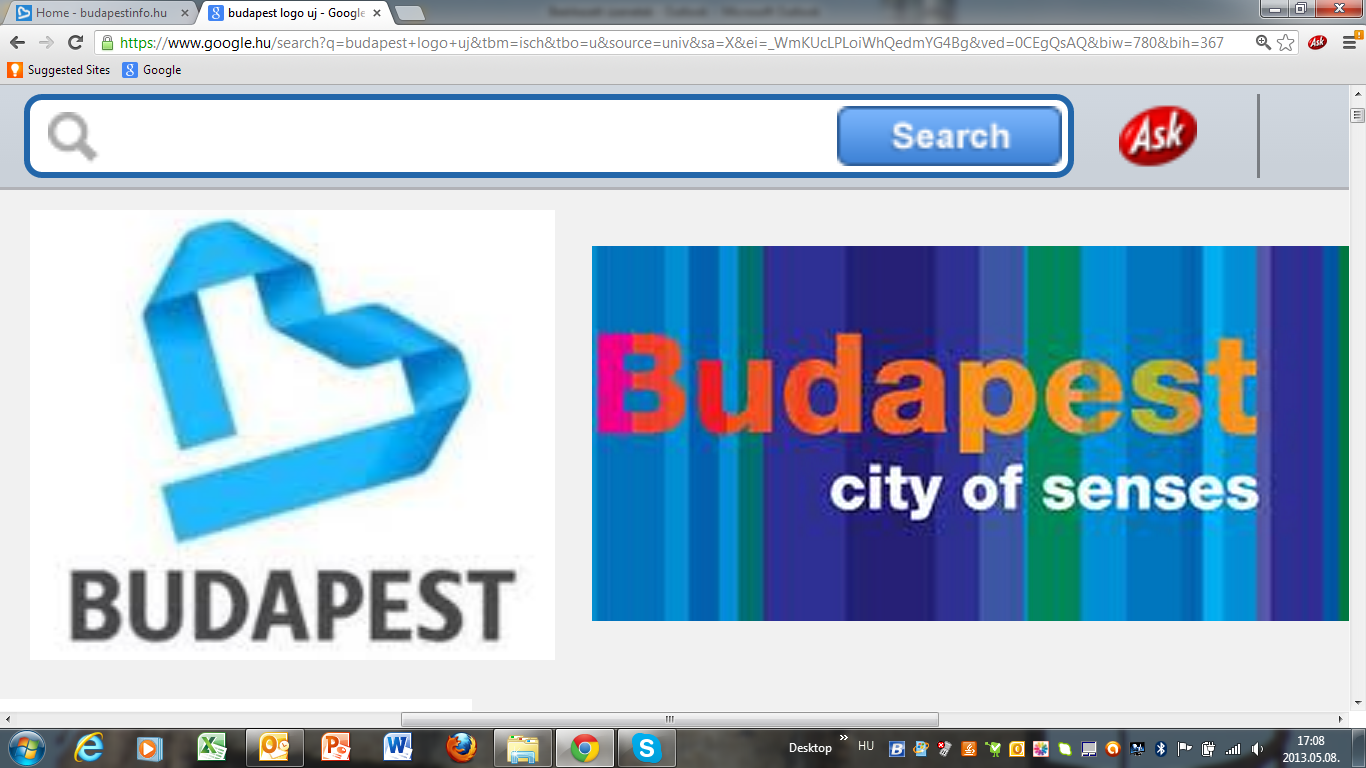 Home - budapestinfo.hu
budapest logo uj - Google
https://www.google.hu/search?q=budapest+logo+uj&tbm=isch&tbo=u&source=univ&sa=X&ei=_WmKUcLPLoiWhQedmYG4Bg&ved=0CEgQsAQ&biw=780&bih=367
Ask
Suggested Sites
Google
Search
Ask
BUDAPEST
Budapest
city of senses
Desktop
HU
17:08
2013.05.08.